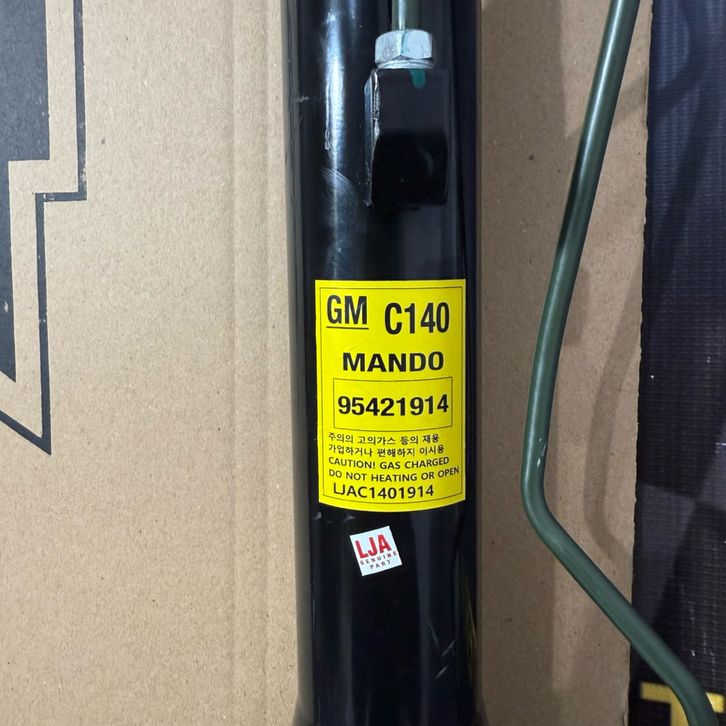 GM C140
MANDO
95421914
주의의 고의가스 등의 재용
가업하거나 편해하지 이시용
CAUTION! GAS CHARGED
DO NOT HEATING OR OPEN
LJAC1401914
LJA
GENUINE
PART